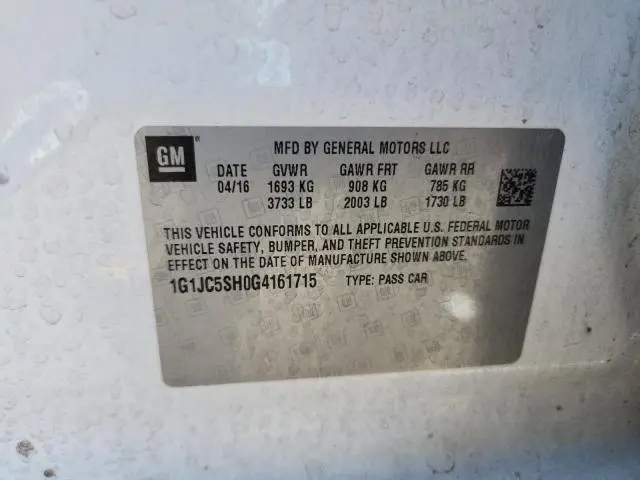 GM
MFD BY GENERAL MOTORS LLC
DATE GVWR GAWR FRT GAWR RR
04/16 1693 KG 908 KG 785 KG
3733 LB 2003 LB 1730 LB
THIS VEHICLE CONFORMS TO ALL APPLICABLE U.S. FEDERAL MOTOR
VEHICLE SAFETY, BUMPER, AND THEFT PREVENTION STANDARDS IN
EFFECT ON THE DATE OF MANUFACTURE SHOWN ABOVE.
1G1JC5SH0G4161715 TYPE: PASS CAR